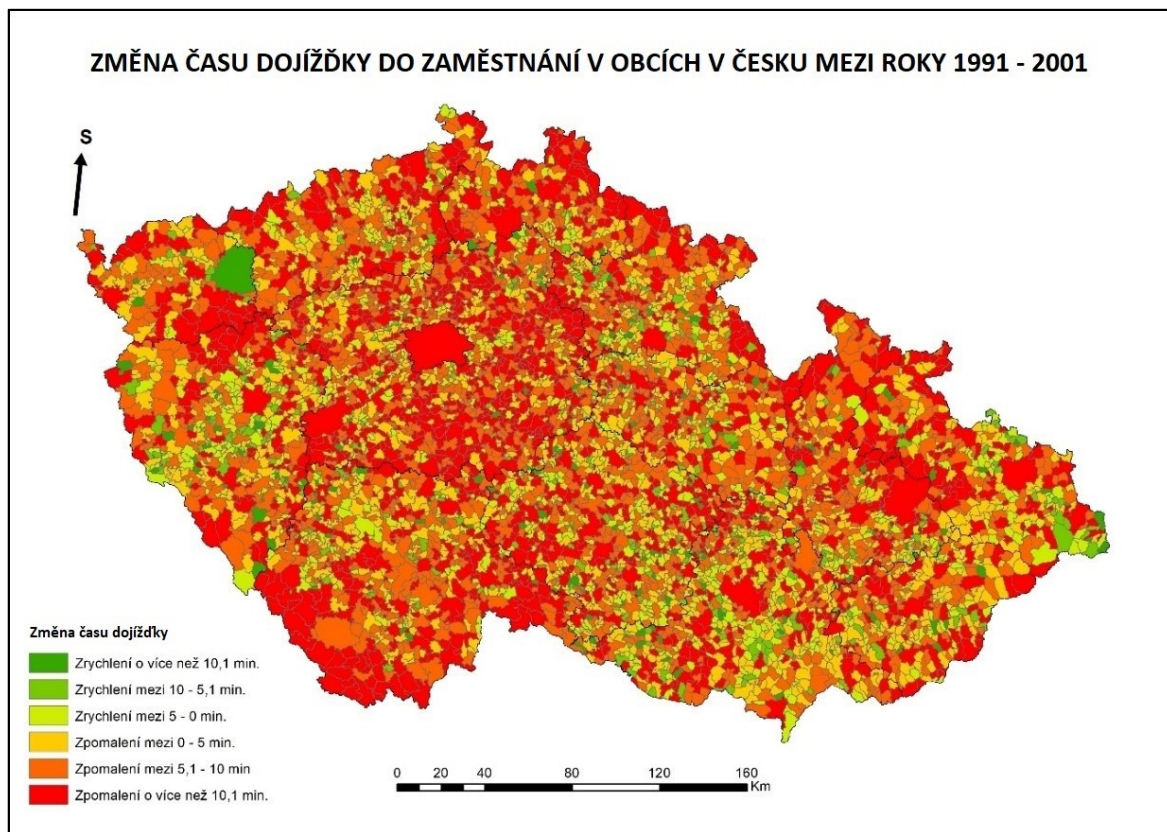 ZMĚNA ČASU DOJÍŽĎKY DO ZAMĚSTNÁNÍ V OBCÍCH V ČESKU MEZI ROKY 1991 - 2001
S
Změna času dojížďky
Zrychlení o více než 10,1 min.
Zrychlení mezi 10 - 5,1 min.
Zrychlení mezi 5 - 0 min.
Zpomalení mezi 0 - 5 min.
Zpomalení mezi 5,1 - 10 min
Zpomalení o více než 10,1 min.
0 20 40 80 120 160
Km